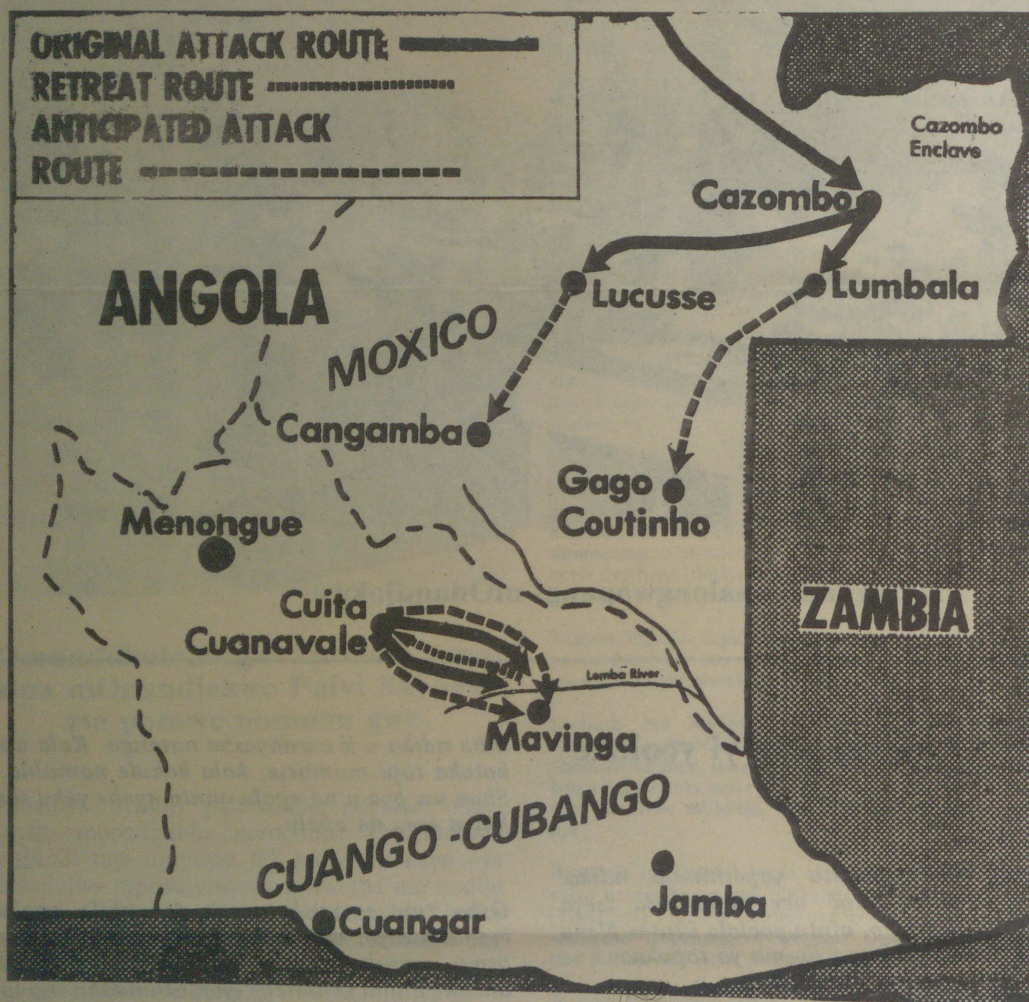 ORIGINAL ATTACK ROUTE
RETREAT ROUTE
ANTICIPATED ATTACK
ROUTE
Cazombo
Enclave
Cazombo
ANGOLA
Lucusse
Lumbala
MOXICO
Cangamba
Gago
Coutinho
Menongue
ZAMBIA
Cuita
Cuanavale
Lomba River
Mavinga
CUANGO-CUBANGO
Jamba
Cuangar